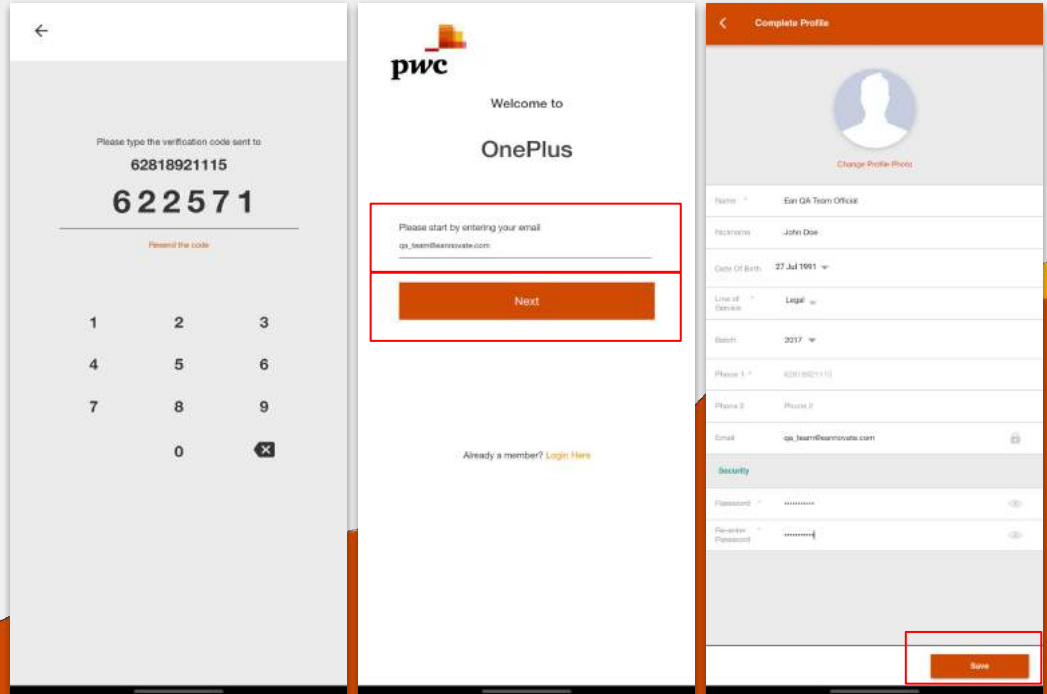 Please type the verification code sent to
62818921115
622571
Resend the code
1 2 3
4 5 6
7 8 9
0
pwc
Welcome to
OnePlus
Please start by entering your email
qa_team@eannovate.com
Next
Already a member? Login Here
Complete Profile
Change Profile Photo
Name * Ean QA Team Official
Nickname John Doe
Date Of Birth 27 Jul 1991
Line of * Legal
Service
Batch 2017
Phone 1 * 62818921115
Phone 2 Phone 2
Email qa_team@eannovate.com
Security
Password *
Re-enter *
Password
Save